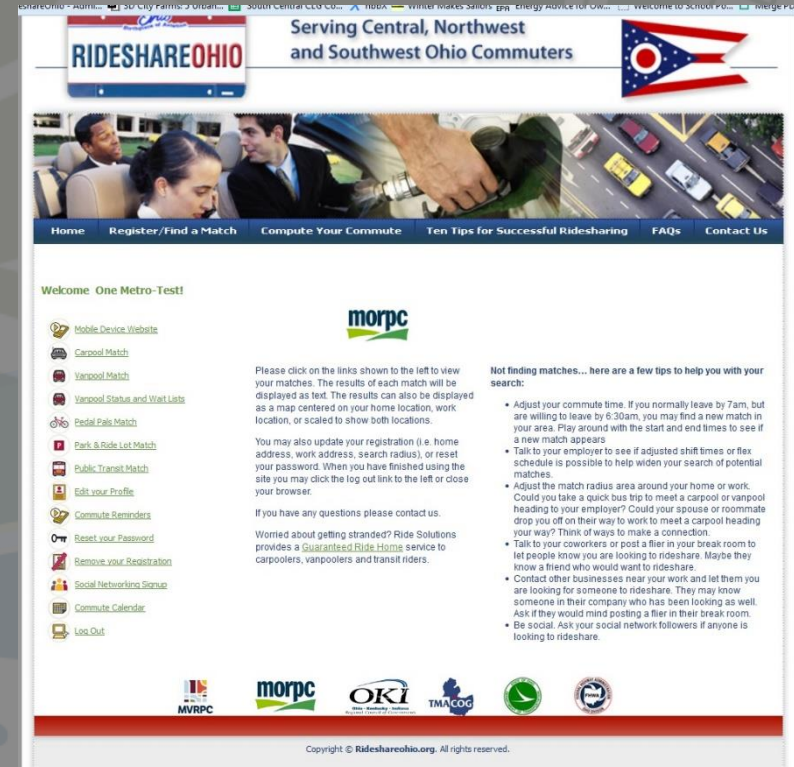 RIDESHAREOHIO
Serving Central, Northwest
and Southwest Ohio Commuters
Home Register/Find a Match Compute Your Commute Ten Tips for Successful Ridesharing FAQs Contact Us
Welcome One Metro-Test!
Mobile Device Website
Carpool Match
Vanpool Match
Vanpool Status and Wait Lists
Pedal Pals Match
Park & Ride Lot Match
Public Transit Match
Edit your Profile
Commute Reminders
Reset your Password
Remove your Registration
Social Networking Signup
Commute Calendar
Log Out
morpc
Please click on the links shown to the left to view
your matches. The results of each match will be
displayed as text. The results can also be displayed
as a map centered on your home location, work
location, or scaled to show both locations.
You may also update your registration (i.e. home
address, work address, search radius), or reset
your password. When you have finished using the
site you may click the log out link to the left or close
your browser.
If you have any questions please contact us.
Worried about getting stranded? Ride Solutions
provides a Guaranteed Ride Home service to
carpoolers, vanpoolers and transit riders.
Not finding matches… here are a few tips to help you with your
search:
• Adjust your commute time. If you normally leave by 7am, but
are willing to leave by 6:30am, you may find a new match in
your area. Play around with the start and end times to see if
a new match appears
• Talk to your employer to see if adjusted shift times or flex
schedule is possible to help widen your search of potential
matches.
• Adjust the match radius area around your home or work.
Could you take a quick bus trip to meet a carpool or vanpool
heading to your employer? Could your spouse or roommate
drop you off on their way to work to meet a carpool heading
your way? Think of ways to make a connection.
• Talk to your coworkers or post a flier in your break room to
let people know you are looking to rideshare. Maybe they
know a friend who would want to rideshare.
• Contact other businesses near your work and let them you
are looking for someone to rideshare. They may know
someone in their company who has been looking as well.
Ask if they would mind posting a flier in their break room.
• Be social. Ask your social network followers if anyone is
looking to rideshare.
MVRPC
morpc
OKI
TMACOG
FHWA
Copyright © Rideshareohio.org. All rights reserved.